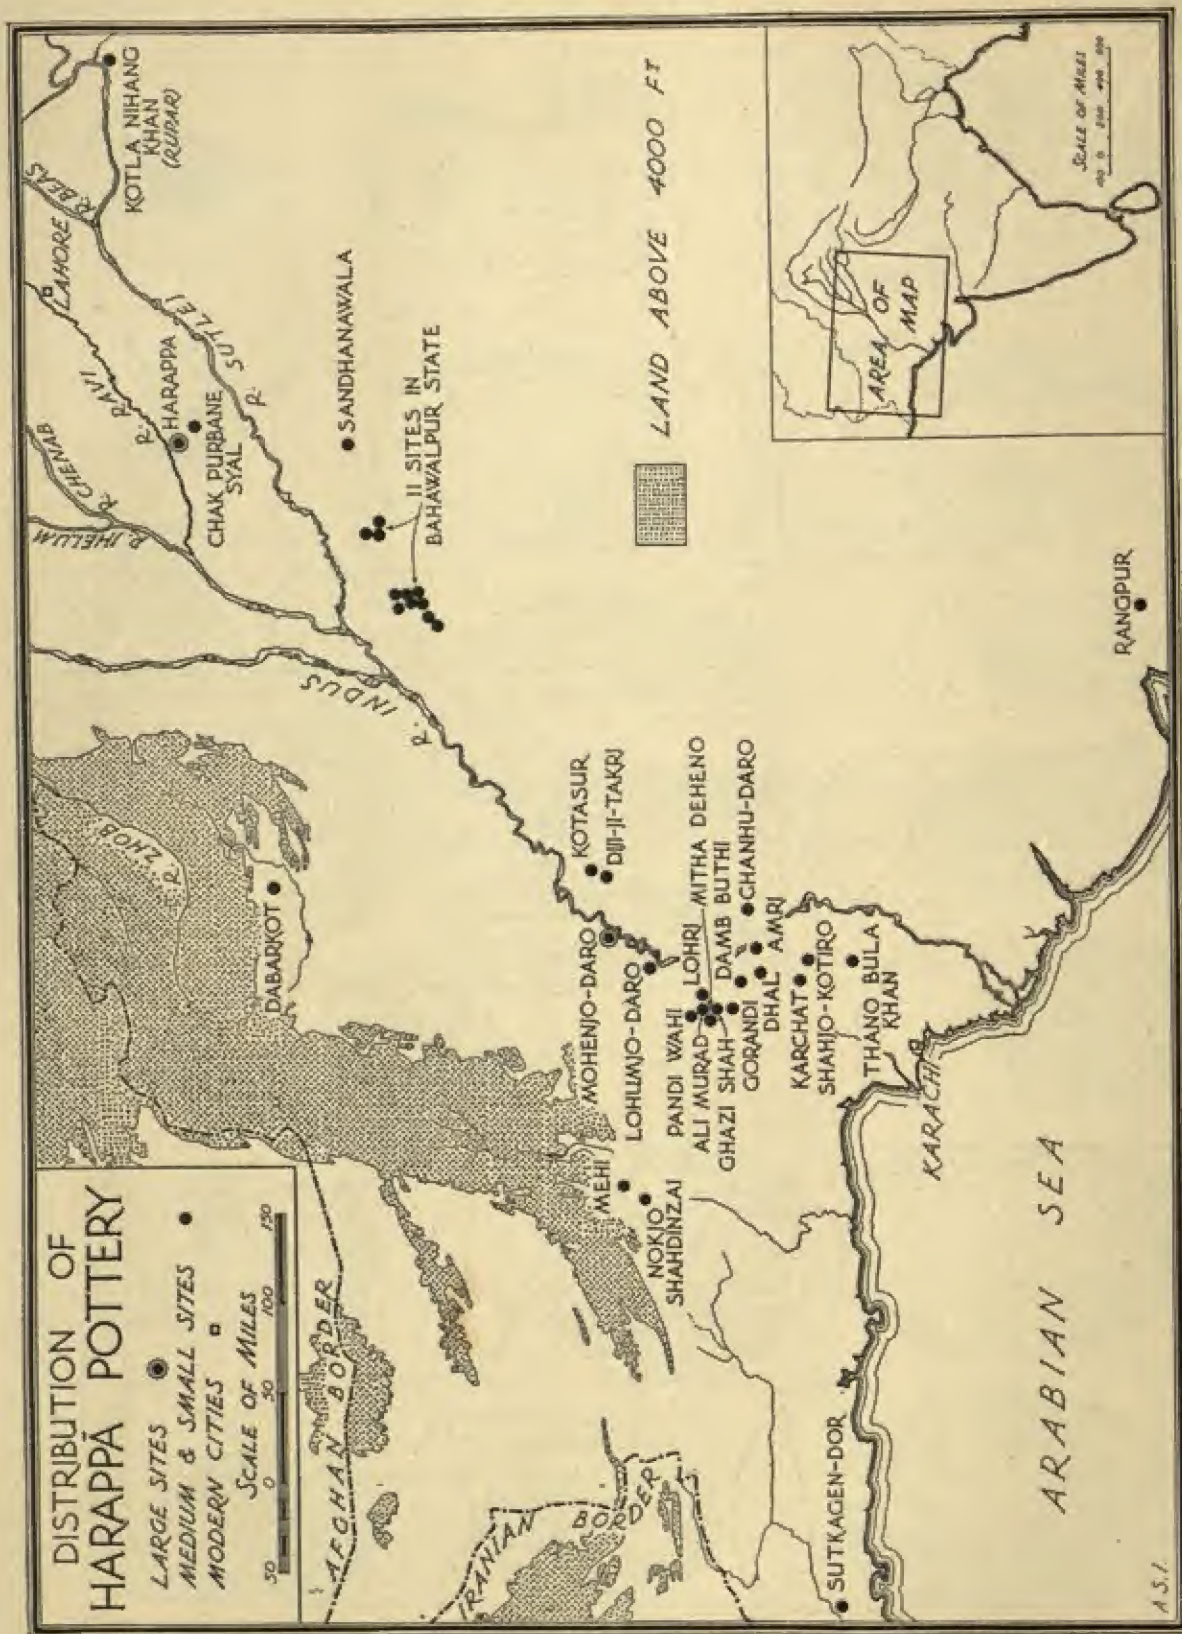 DISTRIBUTION OF
HARAPPĀ POTTERY
LARGE SITES
MEDIUM & SMALL SITES
MODERN CITIES
SCALE OF MILES
50 0 50 100 150
AFGHAN BORDER
IRANIAN
BORDER
R. ZHOB
DABARKOT
INDUS R.
R. JHELUM
R. CHENAB
R. RAVI
LAHORE
R. BEAS
R. SUTLEJ
HARAPPA
CHAK PURBANE
SYAL
KOTLA NIHANG
KHAN
(RUPAR)
SANDHANAWALA
11 SITES IN
BAHAWALPUR STATE
KOTASUR
DIJI-JI-TAKRI
MOHENJO-DARO
LOHUMJO-DARO
MEHI
NOKJO
SHAHDINZAI
PANDI WAHI
LOHRI
MITHA DEHENO
ALI MURAD
GHAZI SHAH
DAMB BUTHI
GORANDI
CHANHU-DARO
DHAL
AMRI
KARCHAT
SHAHJO-KOTIRO
THANO BULA
KHAN
SUTKAGEN-DOR
KARACHI
RANGPUR
ARABIAN SEA
LAND ABOVE 4000 FT
AREA OF
MAP
SCALE OF MILES
A.S.I.